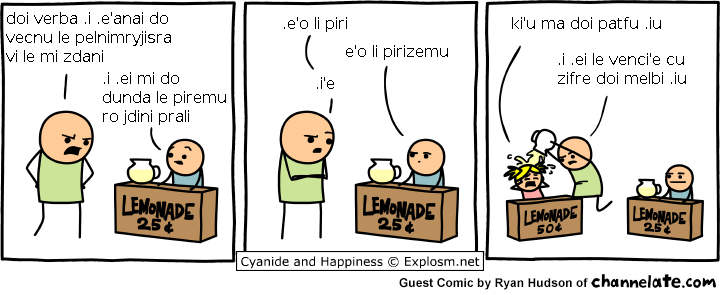 doi verba .i .e'anai do
vecnu le pelnimryjisra
vi le mi zdani
.i .ei mi do
dunda le piremu
ro jdini prali
LEMONADE
25¢
.e'o li piri
e'o li pirizemu
.i'e
LEMONADE
25¢
ki'u ma doi patfu .iu
.i .ei le venci'e cu
zifre doi melbi .iu
LEMONADE
50¢
LEMONADE
25¢
Cyanide and Happiness © Explosm.net
Guest Comic by Ryan Hudson of channelate.com